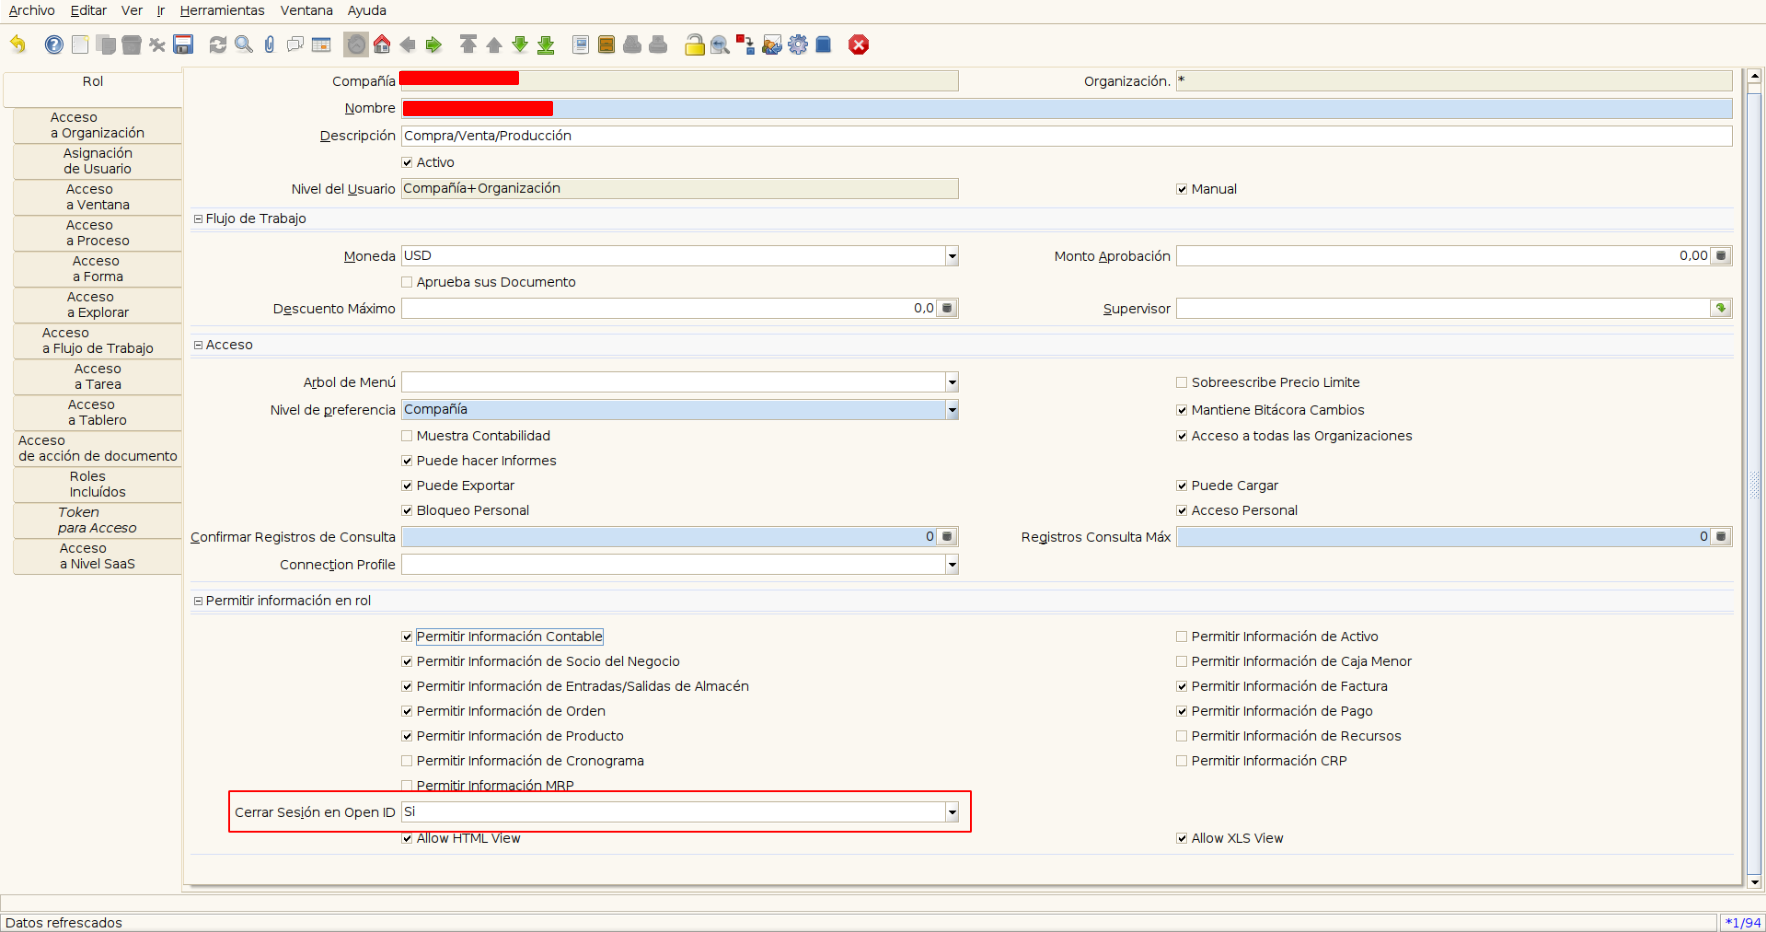 Archivo Editar Ver Ir Herramientas Ventana Ayuda
Rol
Acceso
a Organización
Asignación
de Usuario
Acceso
a Ventana
Acceso
a Proceso
Acceso
a Forma
Acceso
a Explorar
Acceso
a Flujo de Trabajo
Acceso
a Tarea
Acceso
a Tablero
Acceso
de acción de documento
Roles
Incluídos
Token
para Acceso
Acceso
a Nivel SaaS
Compañía Organización. *
Nombre
Descripción Compra/Venta/Producción
Activo
Nivel del Usuario Compañía+Organización Manual
Flujo de Trabajo
Moneda USD Monto Aprobación 0,00
Aprueba sus Documento
Descuento Máximo 0,0 Supervisor
Acceso
Arbol de Menú Sobreescribe Precio Limite
Nivel de preferencia Compañía Mantiene Bitácora Cambios
Muestra Contabilidad Acceso a todas las Organizaciones
Puede hacer Informes
Puede Exportar Puede Cargar
Bloqueo Personal Acceso Personal
Confirmar Registros de Consulta 0 Registros Consulta Máx 0
Connection Profile
Permitir información en rol
Permitir Información Contable Permitir Información de Activo
Permitir Información de Socio del Negocio Permitir Información de Caja Menor
Permitir Información de Entradas/Salidas de Almacén Permitir Información de Factura
Permitir Información de Orden Permitir Información de Pago
Permitir Información de Producto Permitir Información de Recursos
Permitir Información de Cronograma Permitir Información CRP
Permitir Información MRP
Cerrar Sesión en Open ID Si
Allow HTML View Allow XLS View
Datos refrescados *1/94